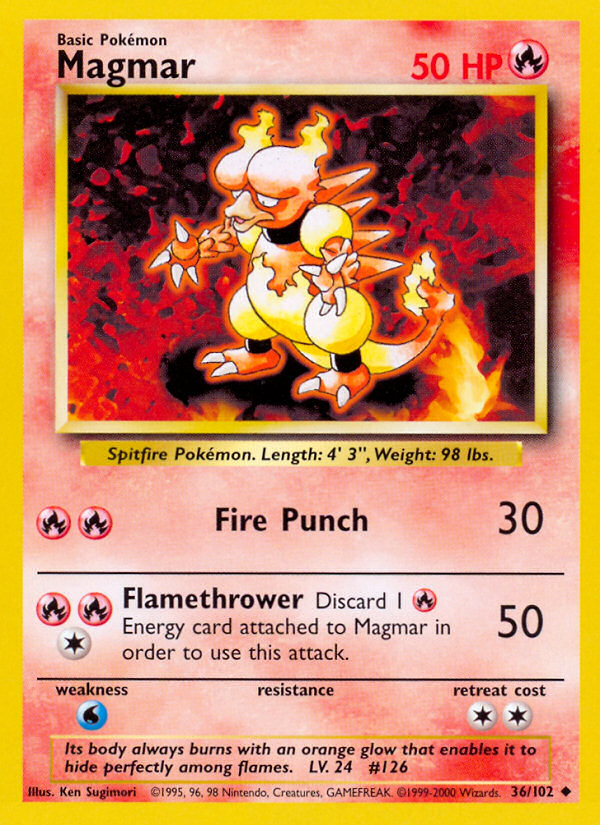 Basic Pokémon
Magmar 50 HP
Spitfire Pokémon. Length: 4' 3", Weight: 98 lbs.
Fire Punch 30
Flamethrower Discard 1
Energy card attached to Magmar in
order to use this attack.
50
weakness resistance retreat cost
Its body always burns with an orange glow that enables it to
hide perfectly among flames. LV. 24 #126
Illus. Ken Sugimori ©1995, 96, 98 Nintendo, Creatures, GAMEFREAK. ©1999-2000 Wizards. 36/102